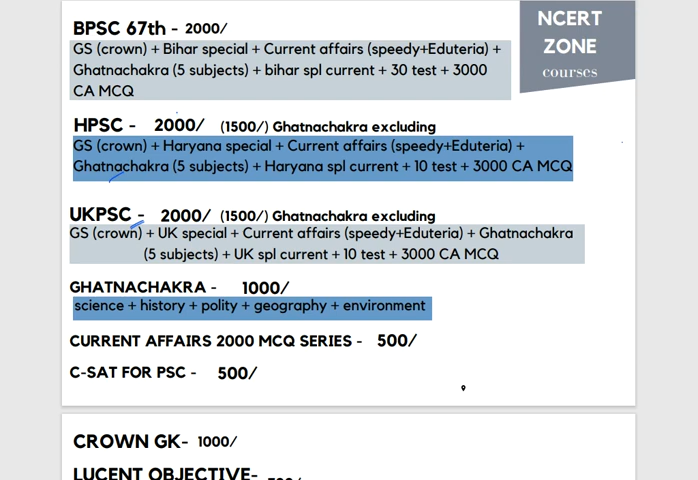 NCERT
ZONE
courses
BPSC 67th - 2000/
GS (crown) + Bihar special + Current affairs (speedy+Eduteria) +
Ghatnachakra (5 subjects) + bihar spl current + 30 test + 3000
CA MCQ
HPSC - 2000/ (1500/) Ghatnachakra excluding
GS (crown) + Haryana special + Current affairs (speedy+Eduteria) +
Ghatnachakra (5 subjects) + Haryana spl current + 10 test + 3000 CA MCQ
UKPSC - 2000/ (1500/) Ghatnachakra excluding
GS (crown) + UK special + Current affairs (speedy+Eduteria) + Ghatnachakra
(5 subjects) + UK spl current + 10 test + 3000 CA MCQ
GHATNACHAKRA - 1000/
science + history + polity + geography + environment
CURRENT AFFAIRS 2000 MCQ SERIES - 500/
C-SAT FOR PSC - 500/
CROWN GK- 1000/
LUCENT OBJECTIVE-